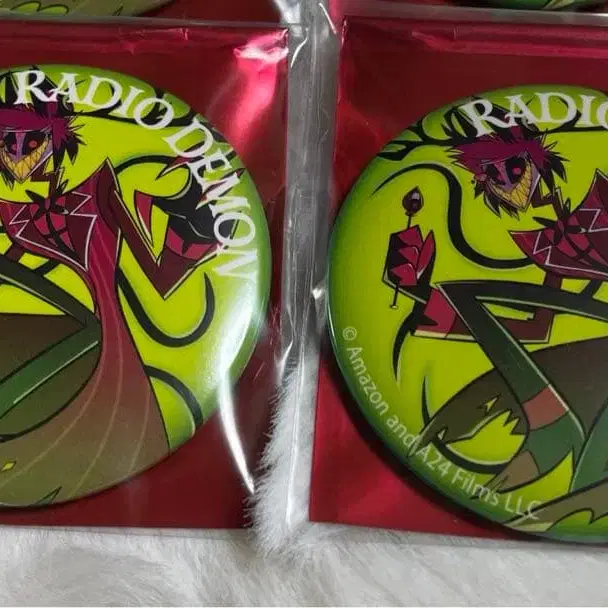 RADIO DEMON
RADIO
© Amazon and A24 Films LLC